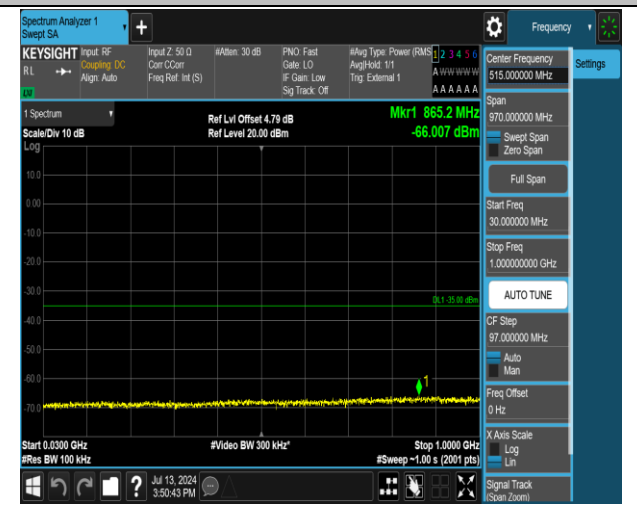 Spectrum Analyzer 1
Swept SA
+
Frequency
KEYSIGHT
RL
LW
Input: RF
Coupling: DC
Align: Auto
Input Z: 50 Ω
Corr CCorr
Freq Ref: Int (S)
#Atten: 30 dB
PNO: Fast
Gate: LO
IF Gain: Low
Sig Track: Off
#Avg Type: Power (RMS
Avg|Hold: 1/1
Trig: External 1
1 2 3 4 5 6
A W W W W W
A A A A A A
1 Spectrum
Scale/Div 10 dB
Ref Lvl Offset 4.79 dB
Ref Level 20.00 dBm
Mkr1 865.2 MHz
-66.007 dBm
Log
10.0
0.00
-10.0
-20.0
-30.0
DL1 -35.00 dBm
-40.0
-50.0
-60.0
1
-70.0
Start 0.0300 GHz
#Res BW 100 kHz
#Video BW 300 kHz*
Stop 1.0000 GHz
#Sweep ~1.00 s (2001 pts)
?
Jul 13, 2024
3:50:43 PM
Center Frequency
515.000000 MHz
Settings
Span
970.000000 MHz
Swept Span
Zero Span
Full Span
Start Freq
30.000000 MHz
Stop Freq
1.000000000 GHz
AUTO TUNE
CF Step
97.000000 MHz
Auto
Man
Freq Offset
0 Hz
X Axis Scale
Log
Lin
Signal Track
(Span Zoom)